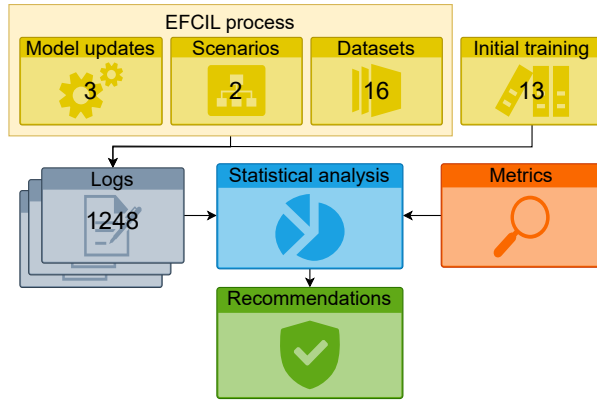 EFCIL process
Model updates
Scenarios
Datasets
Initial training
3
2
16
13
Logs
Statistical analysis
Metrics
1248
Recommendations